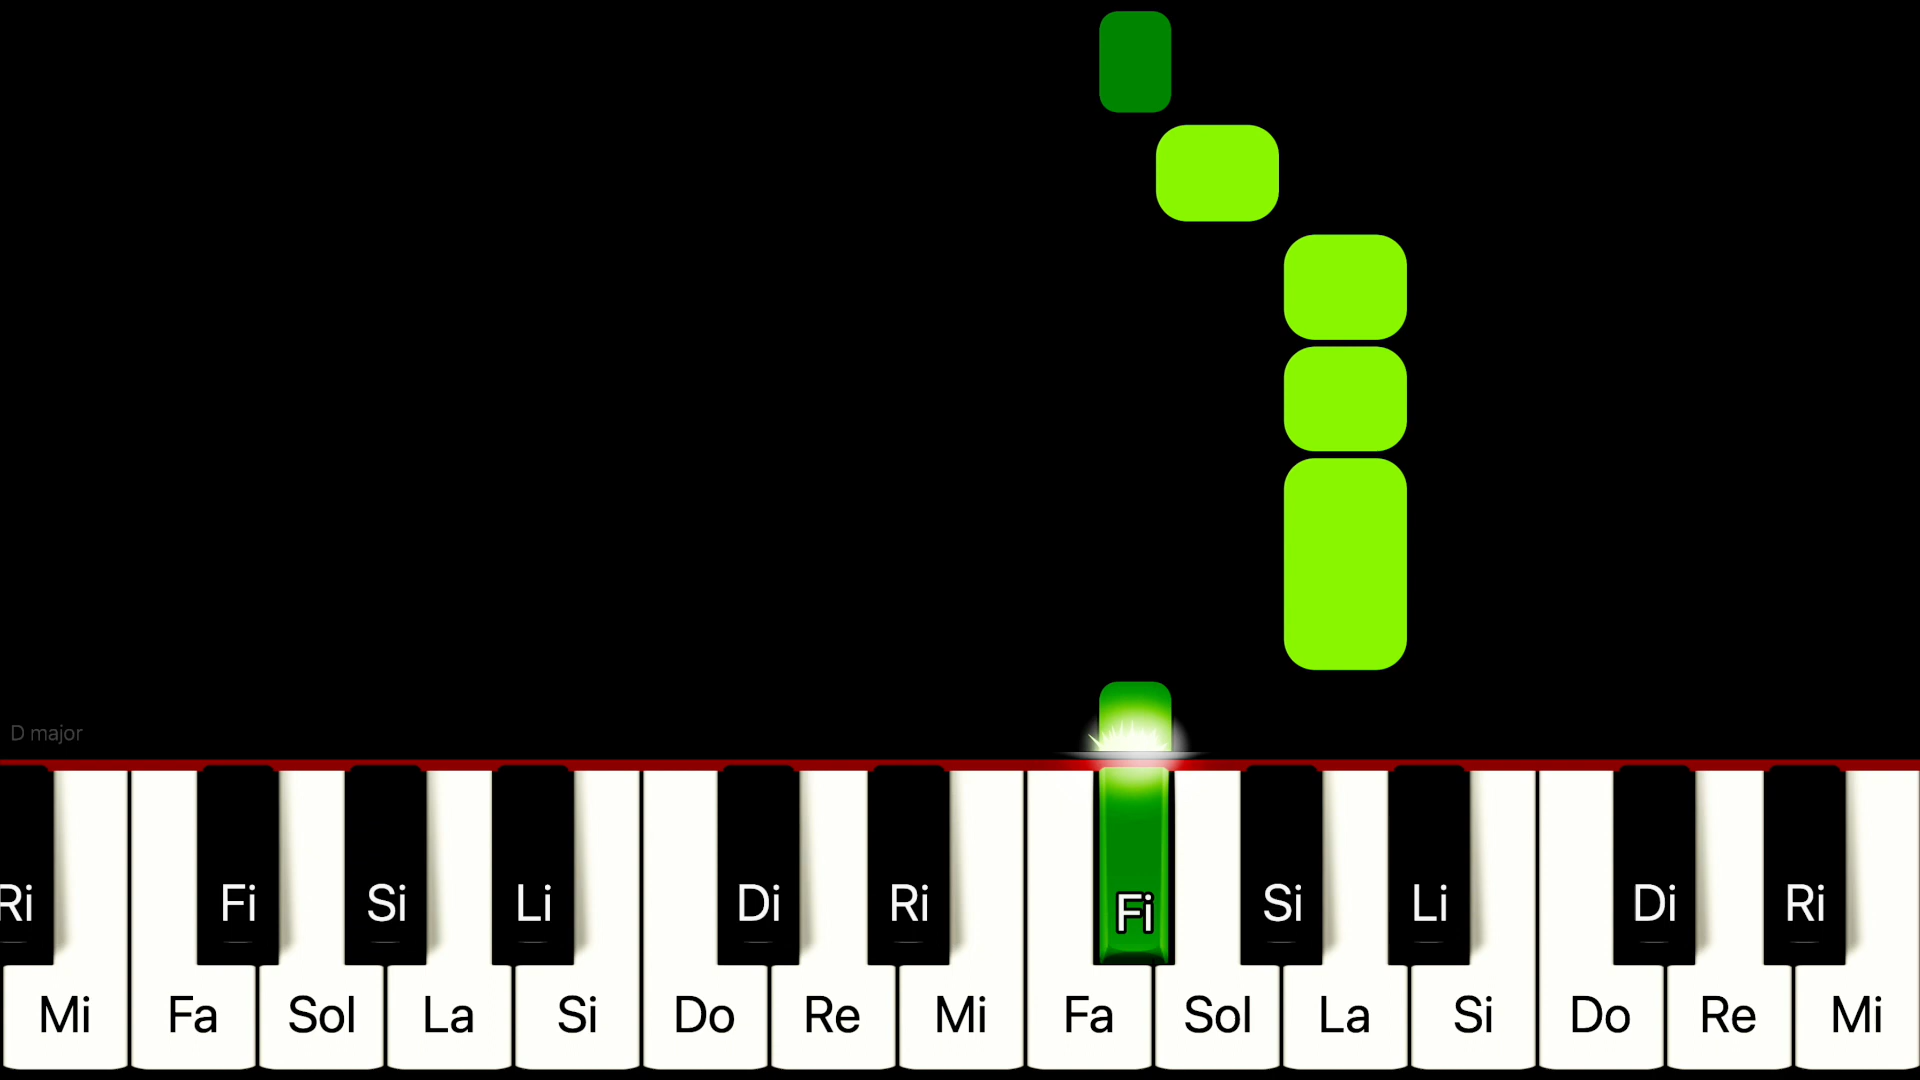 D major
Ri Fi Si Li Di Ri Fi Si Li Di Ri
Mi Fa Sol La Si Do Re Mi Fa Sol La Si Do Re Mi